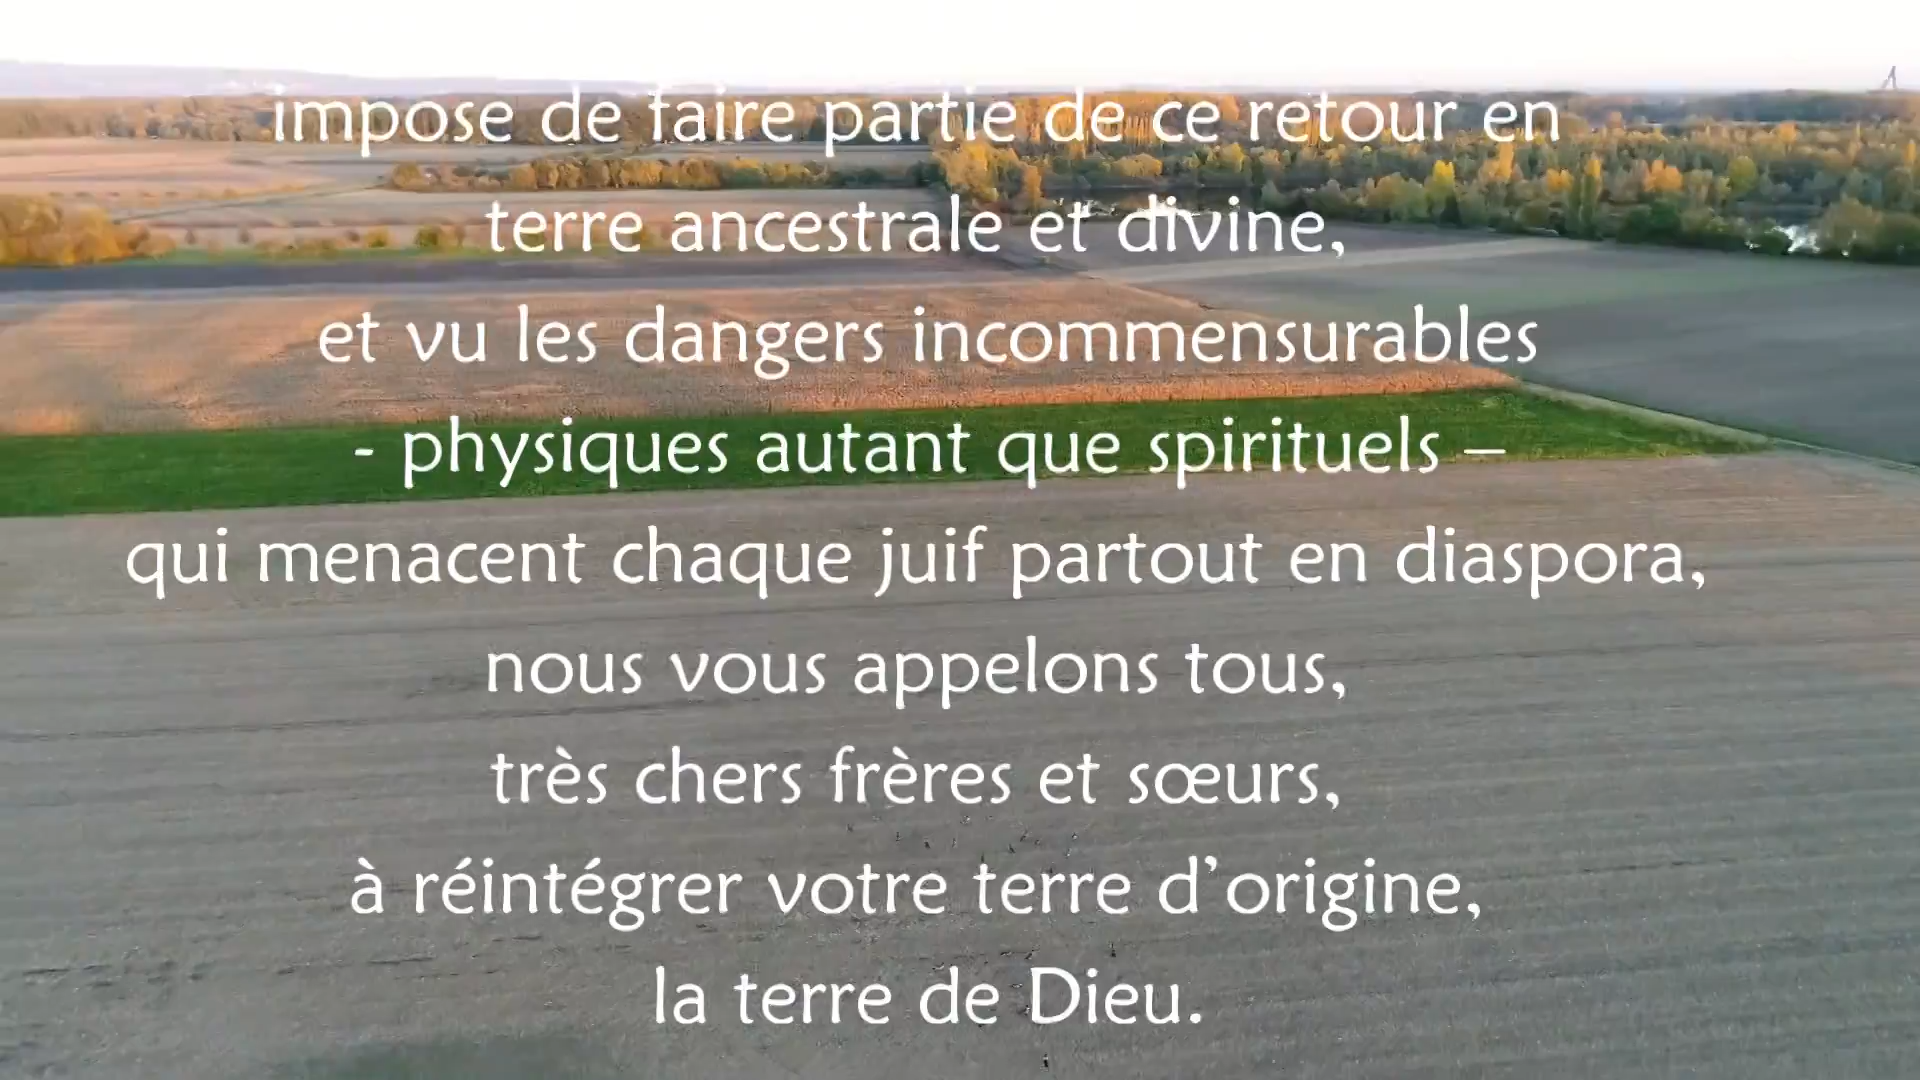 impose de faire partie de ce retour en
terre ancestrale et divine,
et vu les dangers incommensurables
- physiques autant que spirituels –
qui menacent chaque juif partout en diaspora,
nous vous appelons tous,
très chers frères et sœurs,
à réintégrer votre terre d’origine,
la terre de Dieu.